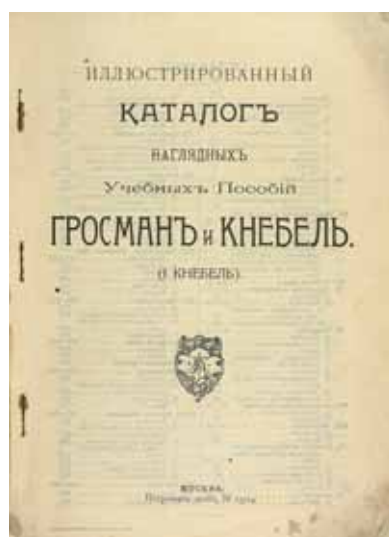 ИЛЛЮСТРИРОВАННЫЙ
КАТАЛОГЪ
НАГЛЯДНЫХЪ
Учебныхъ Пособій
ГРОСМАНЪ и КНЕБЕЛЬ.
(І. КНЕБЕЛЬ).
МОСКВА.